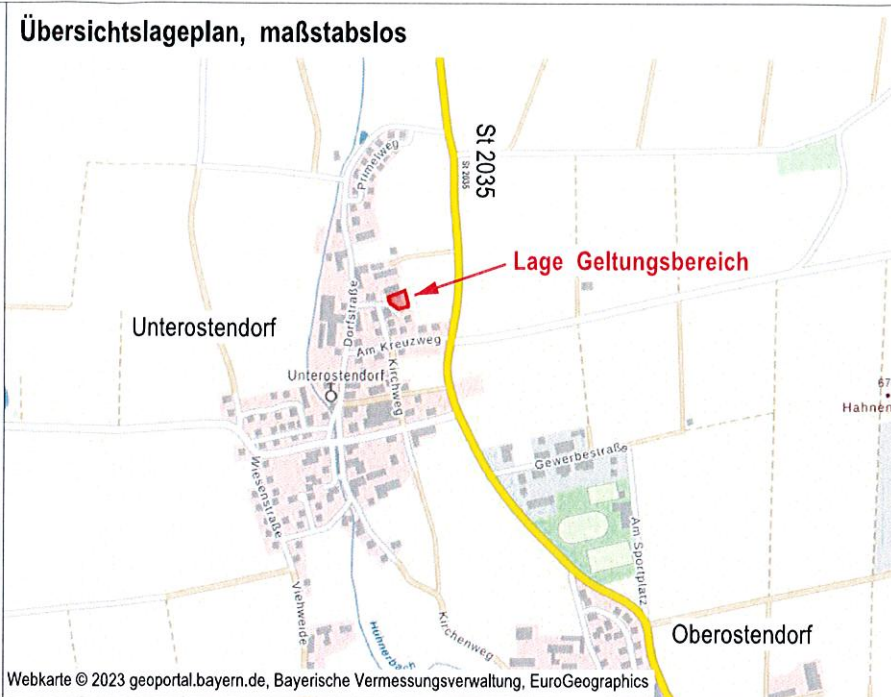 Übersichtslageplan, maßstabslos
St 2035
St 2035
Primelweg
Lage Geltungsbereich
Dorfstraße
Unterostendorf
Am Kreuzweg
Unterostendorf
Kirchweg
67
Hahnen
Gewerbestraße
Wiesenstraße
Am Sportplatz
Viehweide
Hühnerbach
Kirchenweg
Oberostendorf
Webkarte © 2023 geoportal.bayern.de, Bayerische Vermessungsverwaltung, EuroGeographics